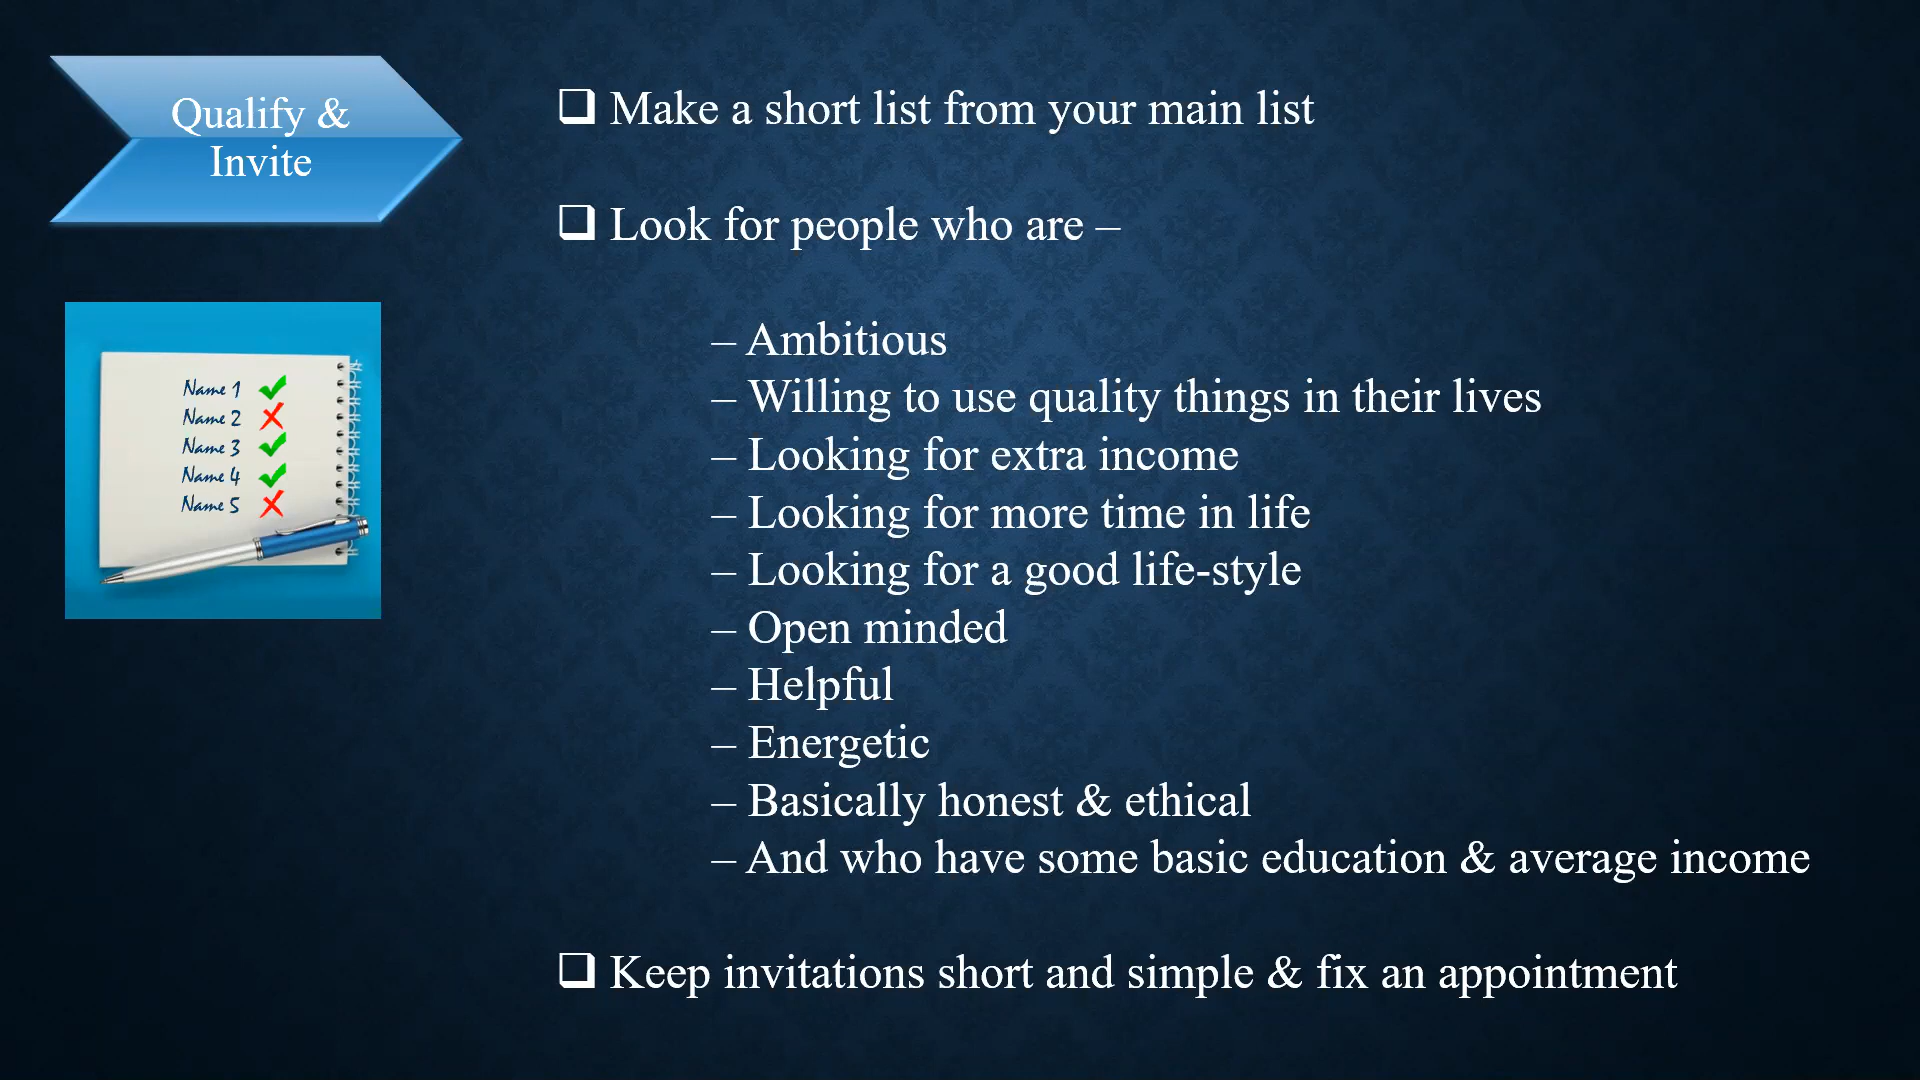 Qualify &
Invite
❑ Make a short list from your main list
❑ Look for people who are –
– Ambitious
– Willing to use quality things in their lives
– Looking for extra income
– Looking for more time in life
– Looking for a good life-style
– Open minded
– Helpful
– Energetic
– Basically honest & ethical
– And who have some basic education & average income
❑ Keep invitations short and simple & fix an appointment
Name 1 ✓
Name 2 ✗
Name 3 ✓
Name 4 ✓
Name 5 ✗